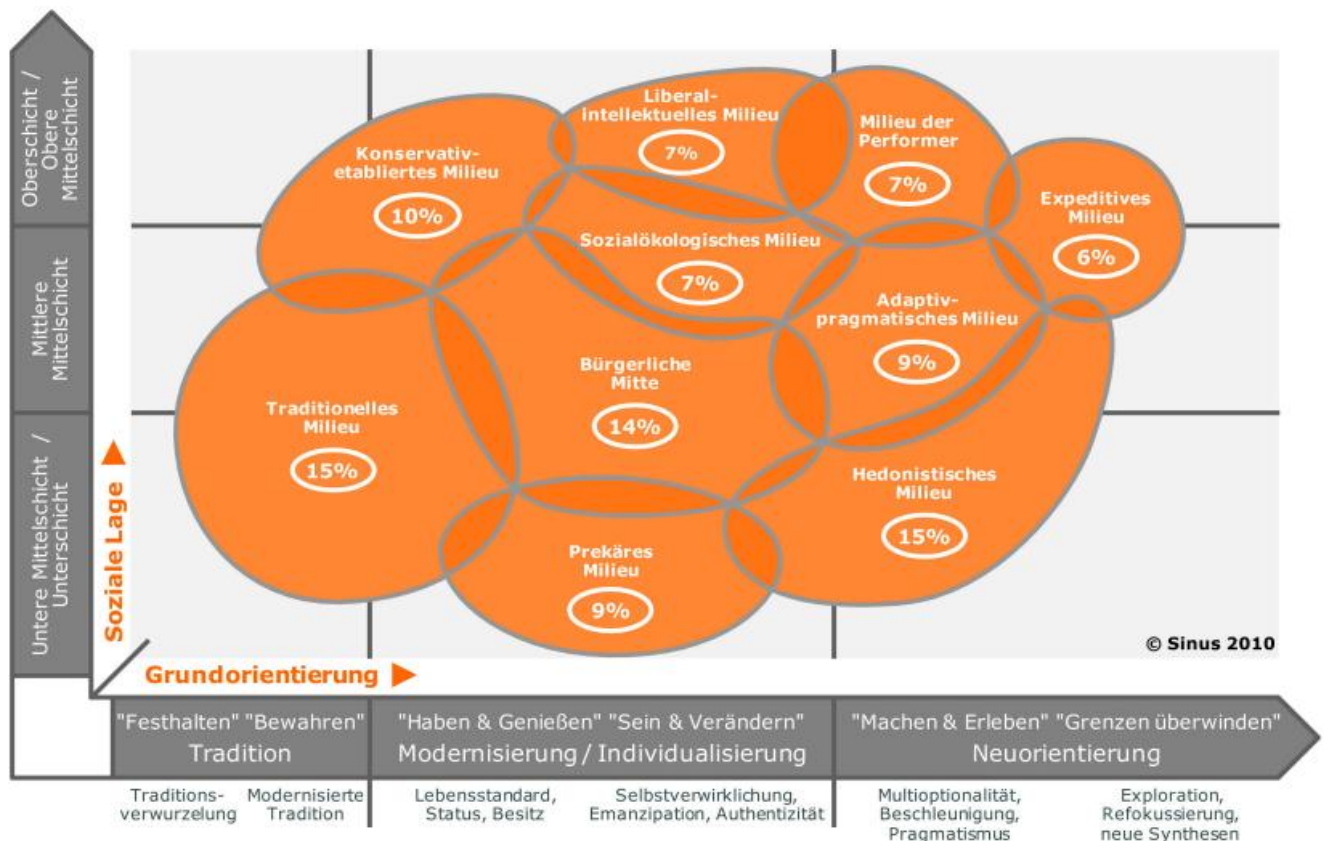 Oberschicht /
Obere
Mittelschicht
Mittlere
Mittelschicht
Untere Mittelschicht /
Unterschicht
Soziale Lage
Liberal-
intellektuelles Milieu
7%
Milieu der
Performer
7%
Konservativ-
etabliertes Milieu
10%
Expeditives
Milieu
6%
Sozialökologisches Milieu
7%
Adaptiv-
pragmatisches Milieu
9%
Bürgerliche
Mitte
14%
Traditionelles
Milieu
15%
Hedonistisches
Milieu
15%
Prekäres
Milieu
9%
© Sinus 2010
Grundorientierung
"Festhalten" "Bewahren"
Tradition
"Haben & Genießen" "Sein & Verändern"
Modernisierung / Individualisierung
"Machen & Erleben" "Grenzen überwinden"
Neuorientierung
Traditions-
verwurzelung
Modernisierte
Tradition
Lebensstandard,
Status, Besitz
Selbstverwirklichung,
Emanzipation, Authentizität
Multioptionalität,
Beschleunigung,
Pragmatismus
Exploration,
Refokussierung,
neue Synthesen